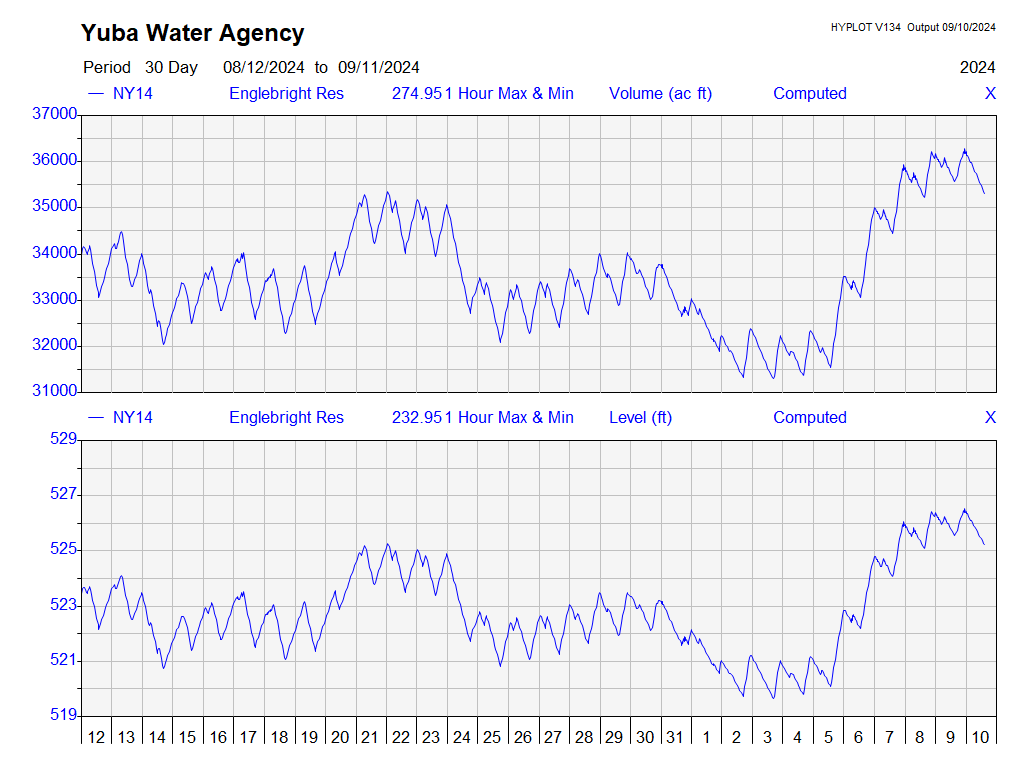 Yuba Water Agency
HYPLOT V134 Output 09/10/2024
Period 30 Day 08/12/2024 to 09/11/2024 2024
NY14 Englebright Res 274.951 Hour Max & Min Volume (ac ft) Computed X
37000
36000
35000
34000
33000
32000
31000
NY14 Englebright Res 232.951 Hour Max & Min Level (ft) Computed X
529
527
525
523
521
519
12 13 14 15 16 17 18 19 20 21 22 23 24 25 26 27 28 29 30 31 1 2 3 4 5 6 7 8 9 10